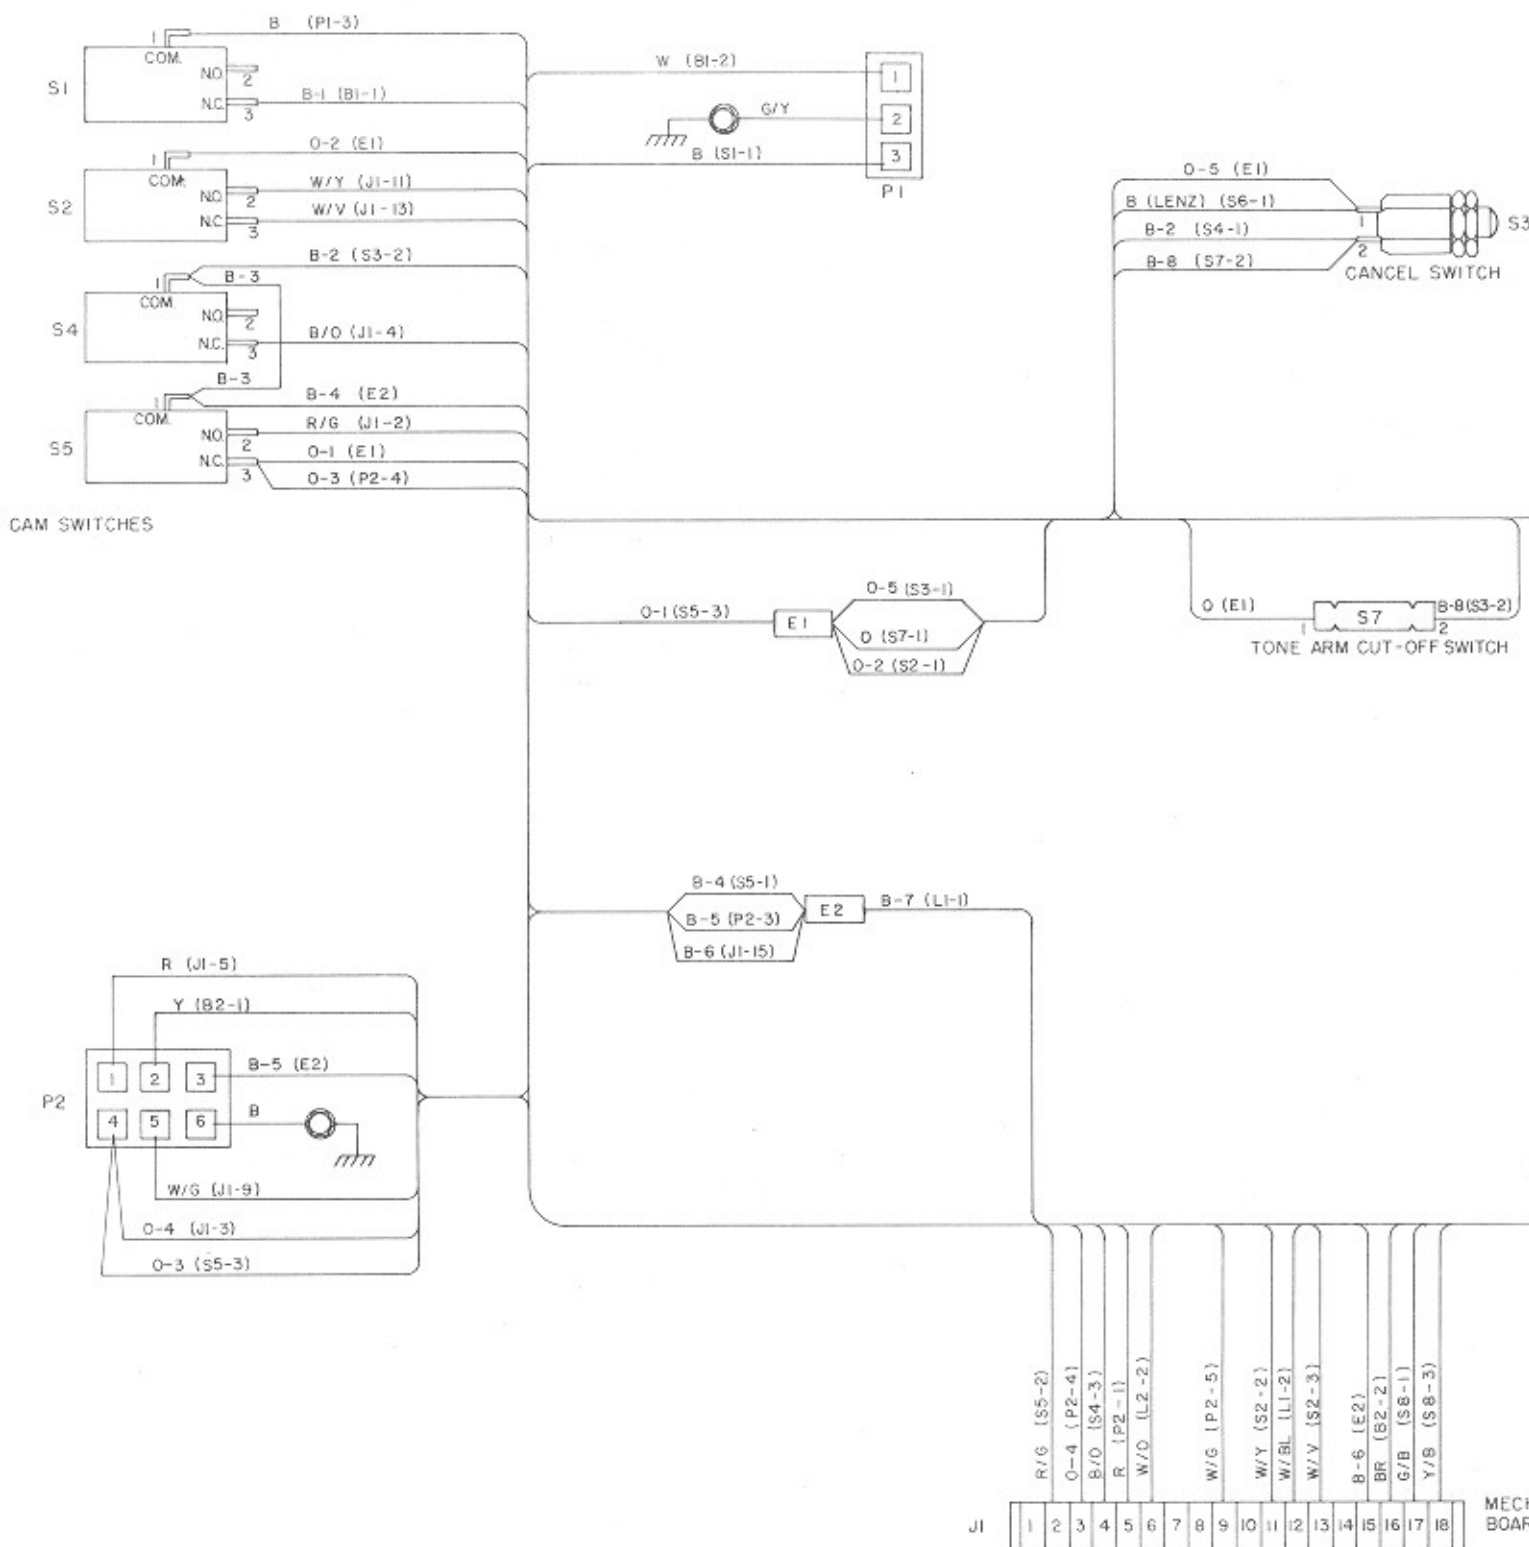 B (P1-3)
1
COM.
N.O.
2
N.C.
3
S1
B-1 (B1-1)
W (B1-2)
1
G/Y
2
B (S1-1)
3
P1
O-2 (E1)
1
COM.
N.O.
2
N.C.
3
S2
W/Y (J1-11)
W/V (J1-13)
B-2 (S3-2)
B-3
1
COM.
N.O.
2
N.C.
3
S4
B/O (J1-4)
B-3
B-4 (E2)
1
COM.
N.O.
2
N.C.
3
S5
R/G (J1-2)
O-1 (E1)
O-3 (P2-4)
CAM SWITCHES
O-5 (E1)
B (LENZ) (S6-1)
1
B-2 (S4-1)
2
B-8 (S7-2)
S3
CANCEL SWITCH
O-1 (S5-3)
E1
O-5 (S3-1)
O (S7-1)
O-2 (S2-1)
O (E1)
1
S7
B-8(S3-2)
2
TONE ARM CUT-OFF SWITCH
B-4 (S5-1)
B-5 (P2-3)
B-6 (J1-15)
E2
B-7 (L1-1)
R (J1-5)
Y (B2-1)
B-5 (E2)
B
P2
1 2 3
4 5 6
W/G (J1-9)
O-4 (J1-3)
O-3 (S5-3)
R/G (S5-2)
O-4 (P2-4)
B/O (S4-3)
R (P2-1)
W/O (L2-2)
W/G (P2-5)
W/Y (S2-2)
W/BL (L1-2)
W/V (S2-3)
B-6 (E2)
BR (B2-2)
G/B (S8-1)
Y/B (S8-3)
J1
1 2 3 4 5 6 7 8 9 10 11 12 13 14 15 16 17 18
MECH
BOAR